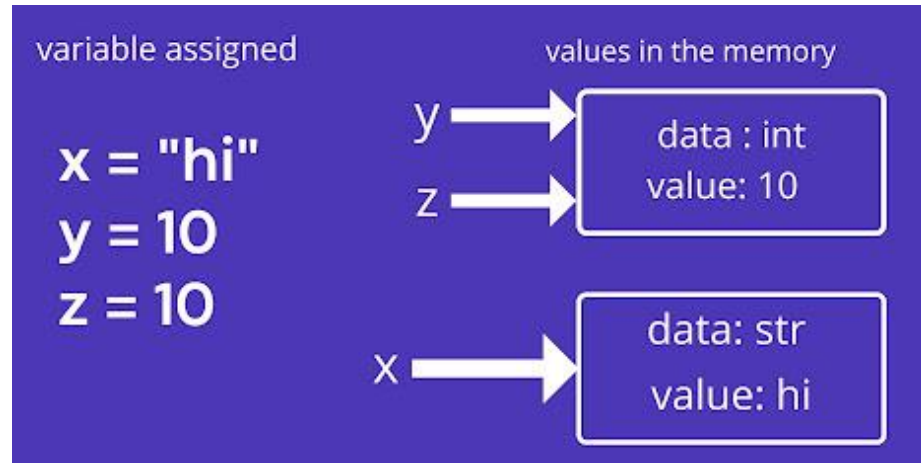 variable assigned
x = "hi"
y = 10
z = 10
values in the memory
y
data : int
value: 10
z
x
data: str
value: hi